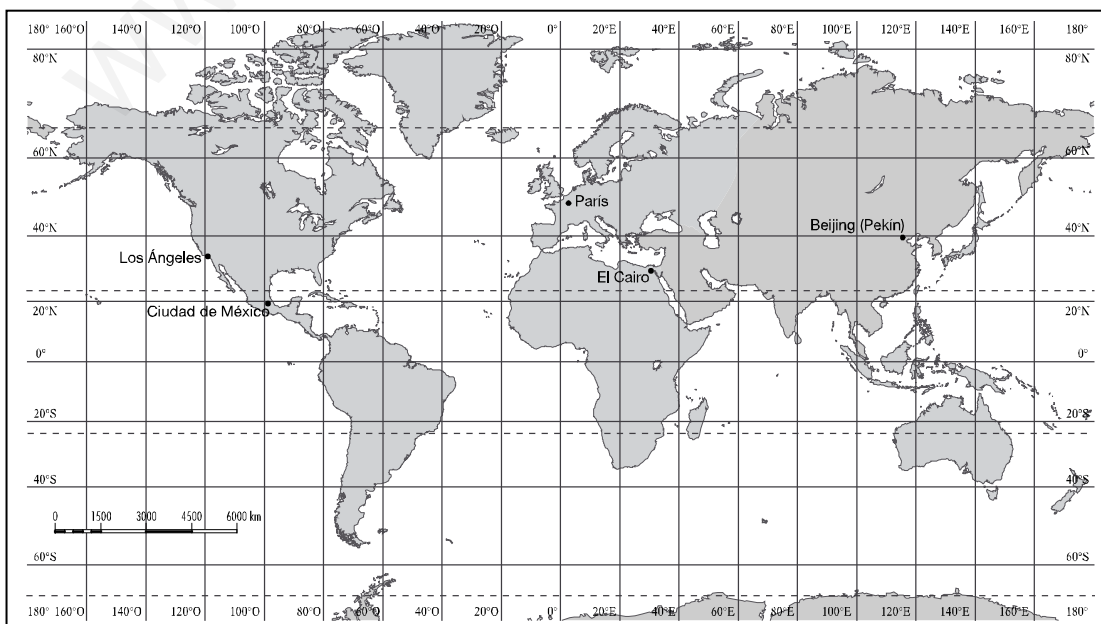 180° 160°O 140°O 120°O 100°O 80°O 60°O 40°O 20°O 0° 20°E 40°E 60°E 80°E 100°E 120°E 140°E 160°E 180°
80°N 80°N
60°N 60°N
París
Beijing (Pekín)
40°N 40°N
Los Ángeles
El Cairo
20°N Ciudad de México 20°N
0° 0°
20°S 20°S
40°S 40°S
0 1500 3000 4500 6000 km
60°S 60°S
180° 160°O 140°O 120°O 100°O 80°O 60°O 40°O 20°O 0° 20°E 40°E 60°E 80°E 100°E 120°E 140°E 160°E 180°